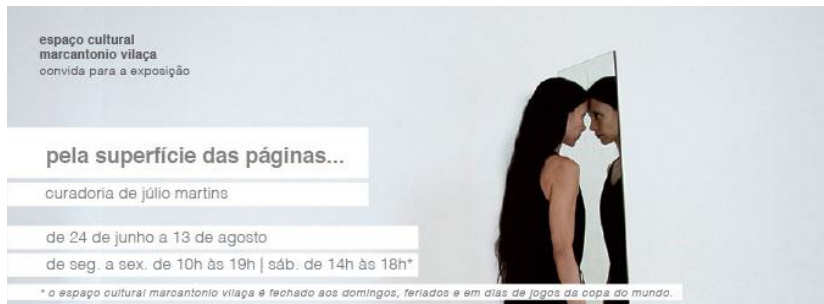 espaço cultural
marcantonio vilaça
convida para a exposição
pela superfície das páginas...
curadoria de júlio martins
de 24 de junho a 13 de agosto
de seg. a sex. de 10h às 19h | sáb. de 14h às 18h*
* o espaço cultural marcantonio vilaça é fechado aos domingos, feriados e em dias de jogos da copa do mundo.